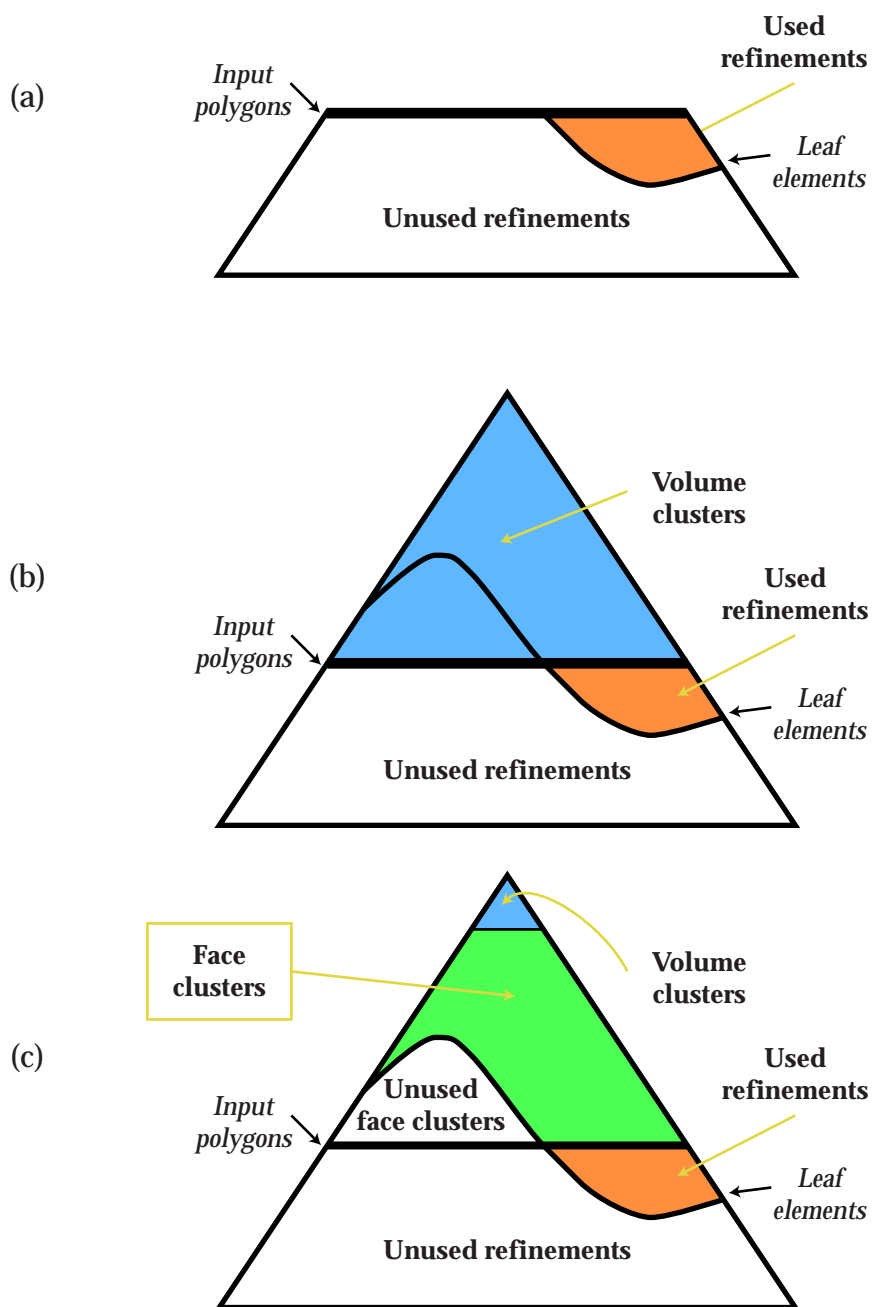 (a)
Input
polygons
Used
refinements
Leaf
elements
Unused refinements
(b)
Volume
clusters
Input
polygons
Used
refinements
Leaf
elements
Unused refinements
(c)
Face
clusters
Volume
clusters
Unused
face clusters
Input
polygons
Used
refinements
Leaf
elements
Unused refinements